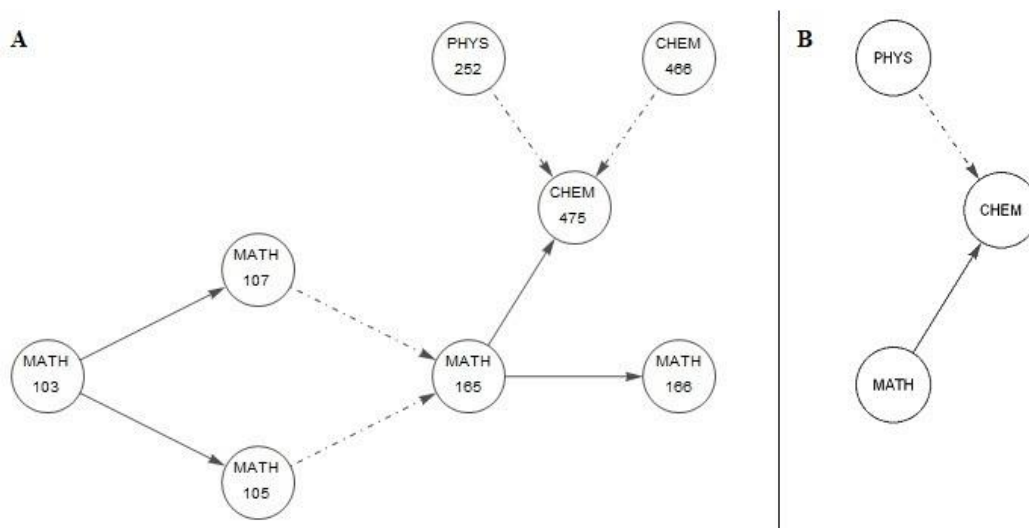 A
PHYS
252
CHEM
466
CHEM
475
MATH
107
MATH
103
MATH
165
MATH
166
MATH
105
B
PHYS
CHEM
MATH